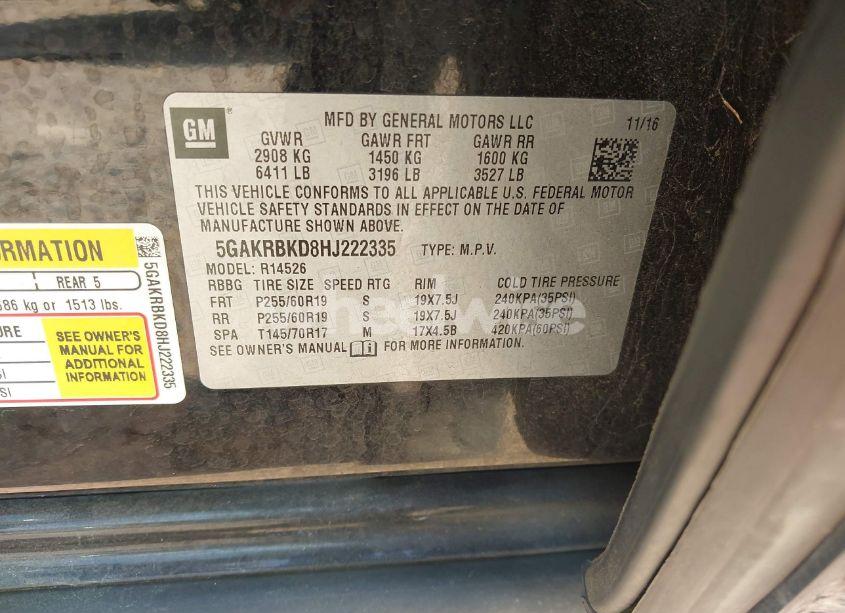 GM
MFD BY GENERAL MOTORS LLC 11/16
GVWR GAWR FRT GAWR RR
2908 KG 1450 KG 1600 KG
6411 LB 3196 LB 3527 LB
THIS VEHICLE CONFORMS TO ALL APPLICABLE U.S. FEDERAL MOTOR
VEHICLE SAFETY STANDARDS IN EFFECT ON THE DATE OF
MANUFACTURE SHOWN ABOVE.
5GAKRBKD8HJ222335 TYPE: M.P.V.
MODEL: R14526
RBBG TIRE SIZE SPEED RTG RIM COLD TIRE PRESSURE
FRT P255/60R19 S 19X7.5J 240KPA(35PSI)
RR P255/60R19 S 19X7.5J 240KPA(35PSI)
SPA T145/70R17 M 17X4.5B 420KPA(60PSI)
SEE OWNER'S MANUAL FOR MORE INFORMATION.
REAR 5
kg or 1513 lbs.
SEE OWNER'S
MANUAL FOR
ADDITIONAL
INFORMATION
5GAKRBKD8HJ222335